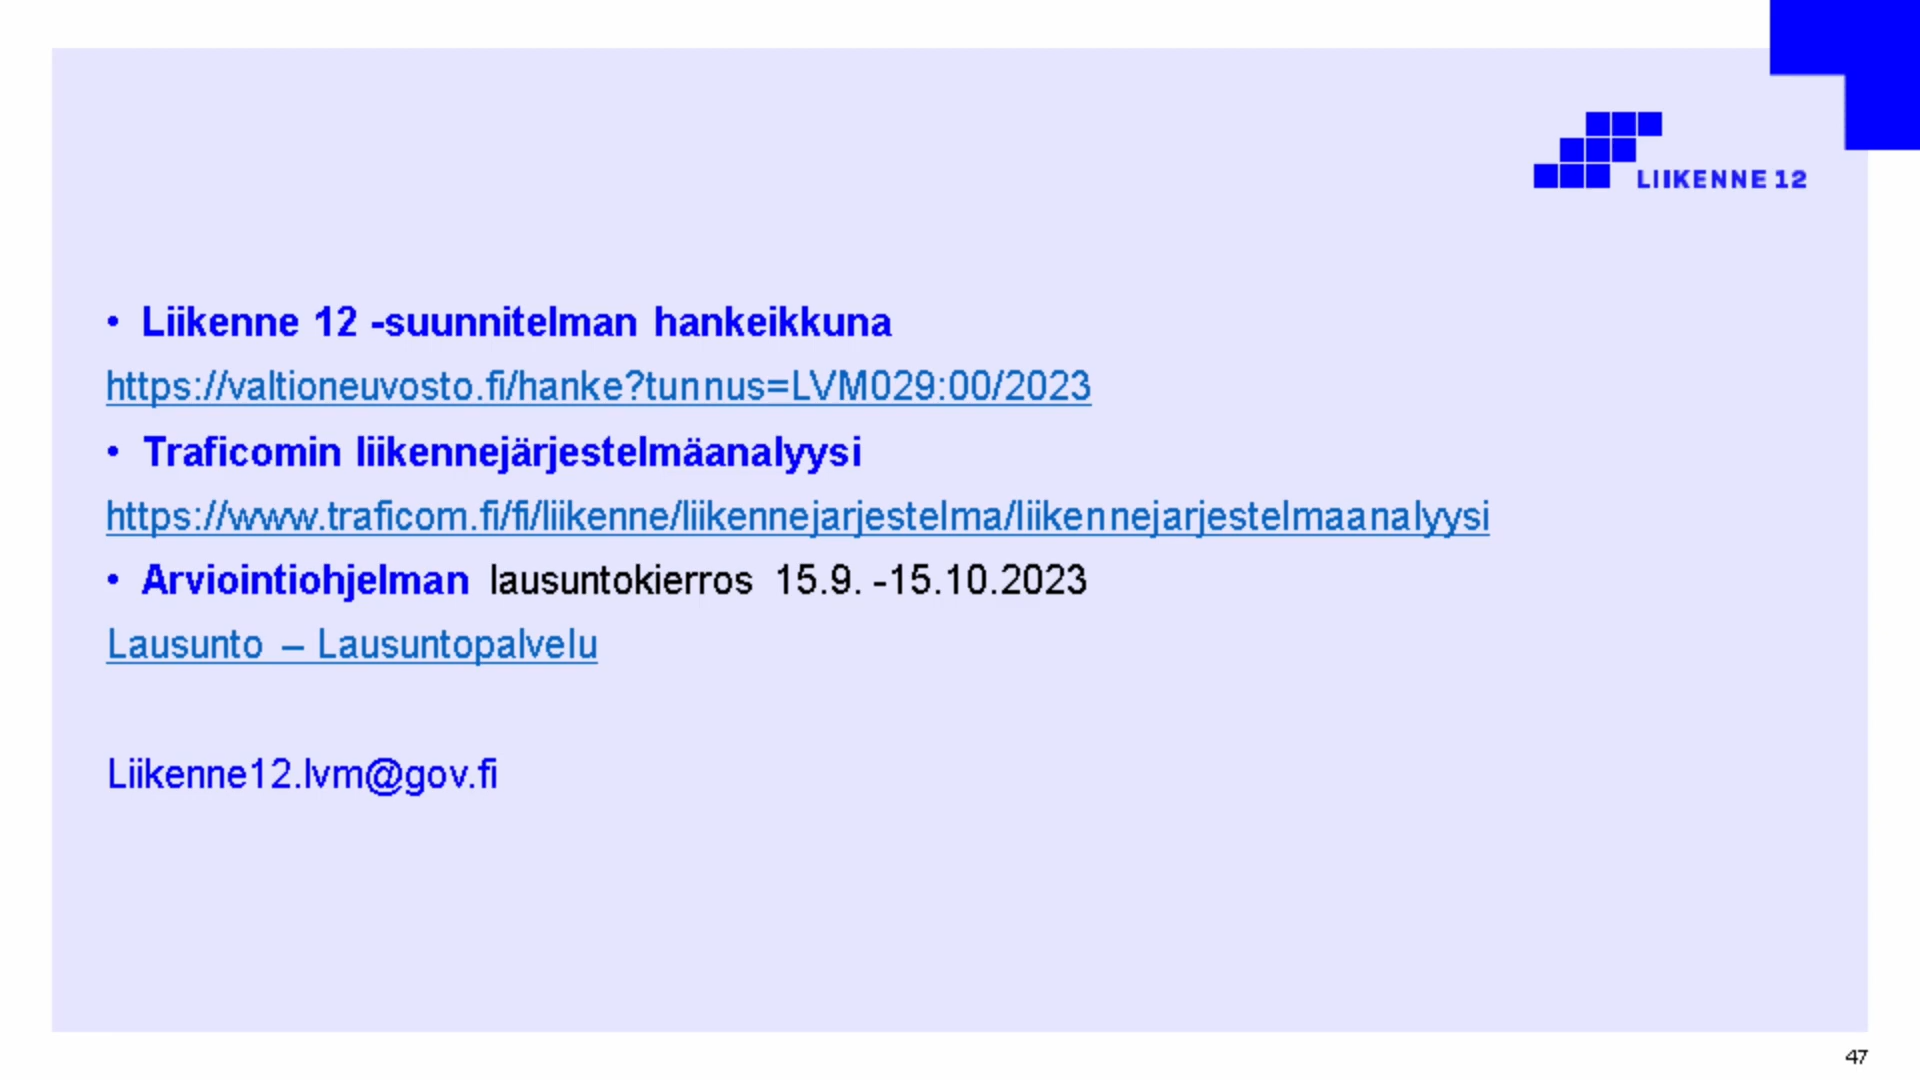 LIIKENNE 12
• Liikenne 12 -suunnitelman hankeikkuna
https://valtioneuvosto.fi/hanke?tunnus=LVM029:00/2023
• Traficomin liikennejärjestelmäanalyysi
https://www.traficom.fi/fi/liikenne/liikennejarjestelma/liikennejarjestelmaanalyysi
• Arviointiohjelman lausuntokierros 15.9. -15.10.2023
Lausunto – Lausuntopalvelu
Liikenne12.lvm@gov.fi
47